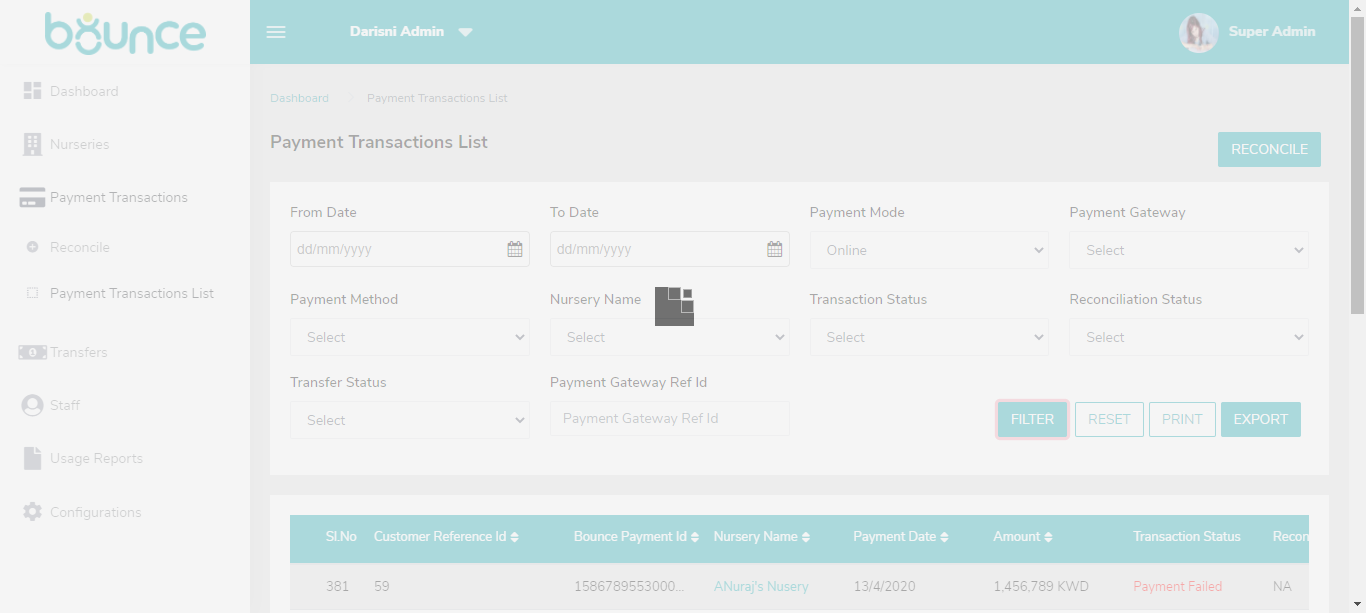 bounce
Darisni Admin
Super Admin
Dashboard
Nurseries
Payment Transactions
Reconcile
Payment Transactions List
Transfers
Staff
Usage Reports
Configurations
Dashboard > Payment Transactions List
Payment Transactions List
RECONCILE
From Date To Date Payment Mode Payment Gateway
dd/mm/yyyy dd/mm/yyyy Online Select
Payment Method Nursery Name Transaction Status Reconciliation Status
Select Select Select Select
Transfer Status Payment Gateway Ref Id
Select Payment Gateway Ref Id FILTER RESET PRINT EXPORT
Sl.No Customer Reference Id Bounce Payment Id Nursery Name Payment Date Amount Transaction Status Recon
381 59 1586789553000... ANuraj's Nusery 13/4/2020 1,456,789 KWD Payment Failed NA